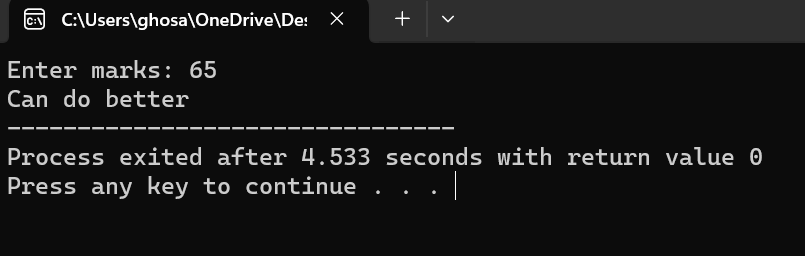 C:\Users\ghosa\OneDrive\Des
Enter marks: 65
Can do better
--------------------------------
Process exited after 4.533 seconds with return value 0
Press any key to continue . . .